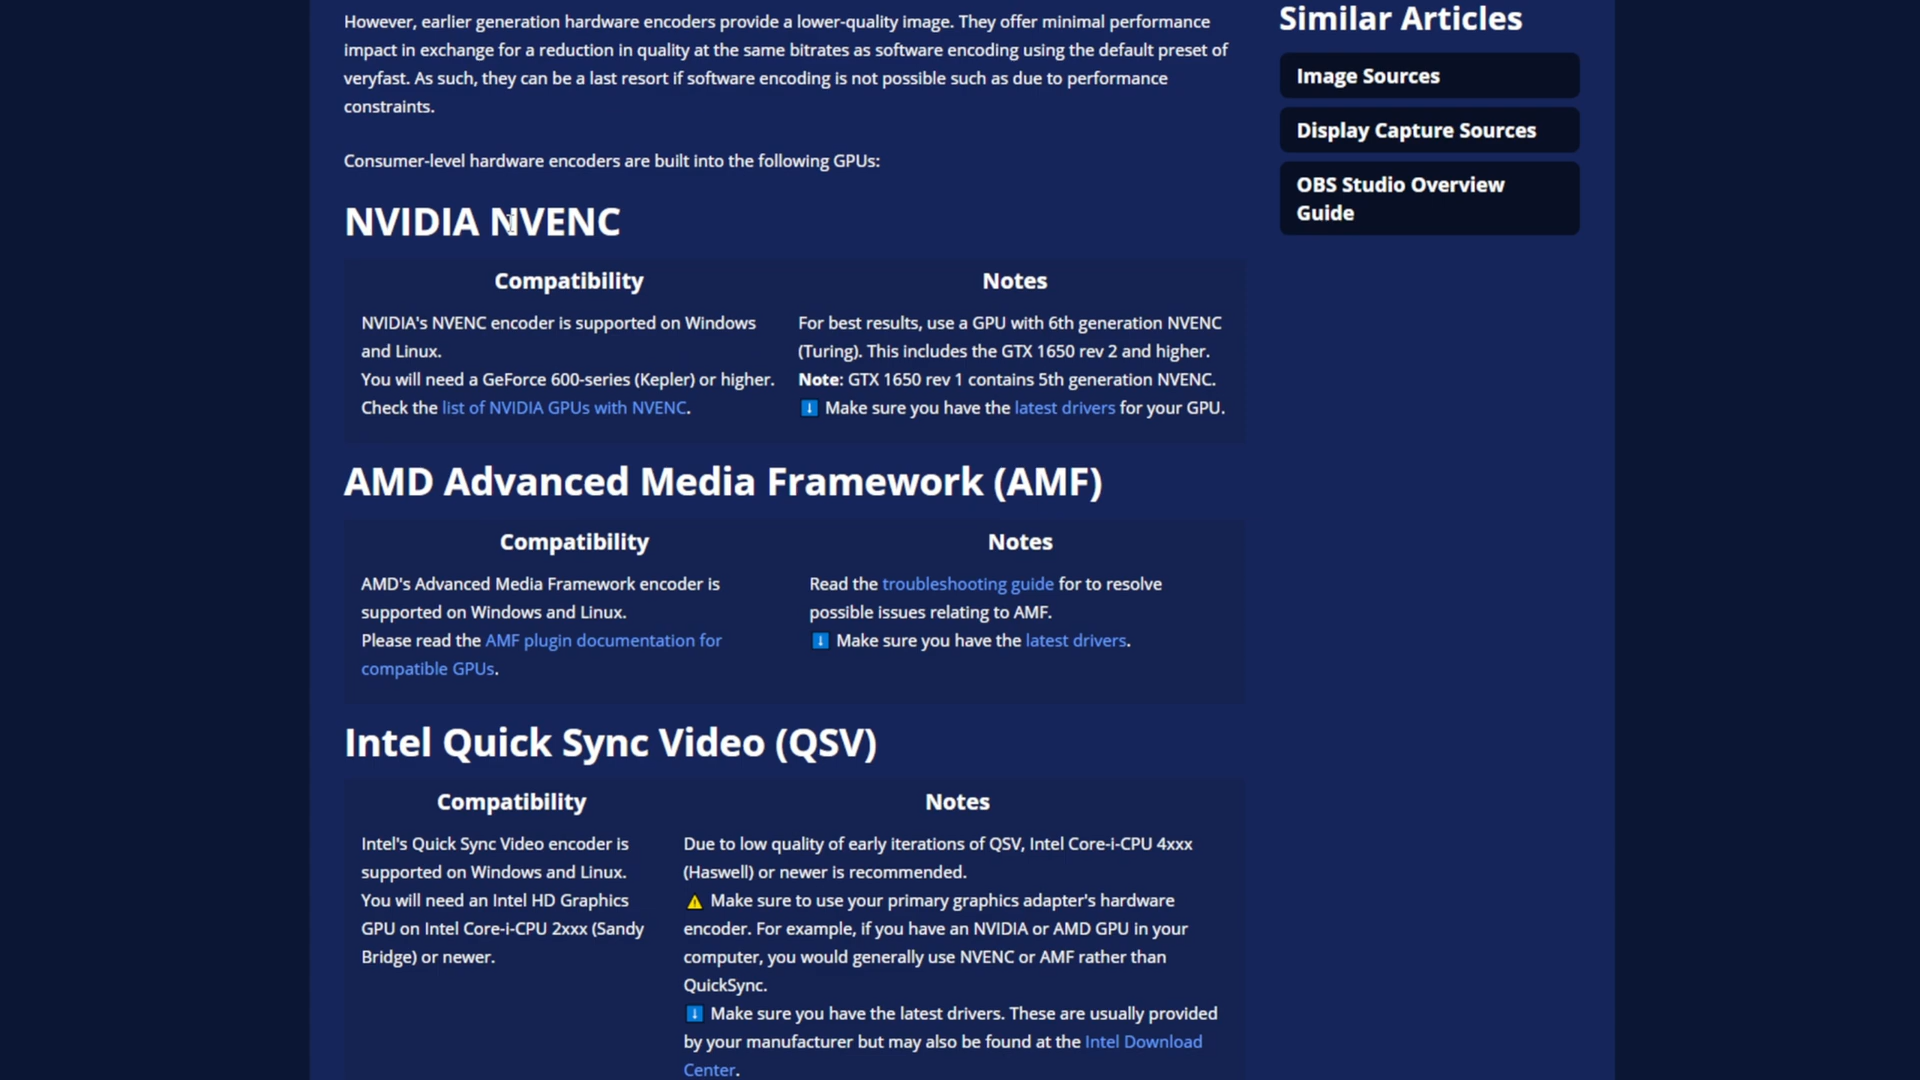 However, earlier generation hardware encoders provide a lower-quality image. They offer minimal performance
impact in exchange for a reduction in quality at the same bitrates as software encoding using the default preset of
veryfast. As such, they can be a last resort if software encoding is not possible such as due to performance
constraints.
Consumer-level hardware encoders are built into the following GPUs:
NVIDIA NVENC
Compatibility
NVIDIA's NVENC encoder is supported on Windows
and Linux.
You will need a GeForce 600-series (Kepler) or higher.
Check the list of NVIDIA GPUs with NVENC.
Notes
For best results, use a GPU with 6th generation NVENC
(Turing). This includes the GTX 1650 rev 2 and higher.
Note: GTX 1650 rev 1 contains 5th generation NVENC.
Make sure you have the latest drivers for your GPU.
AMD Advanced Media Framework (AMF)
Compatibility
AMD's Advanced Media Framework encoder is
supported on Windows and Linux.
Please read the AMF plugin documentation for
compatible GPUs.
Notes
Read the troubleshooting guide for to resolve
possible issues relating to AMF.
Make sure you have the latest drivers.
Intel Quick Sync Video (QSV)
Compatibility
Intel's Quick Sync Video encoder is
supported on Windows and Linux.
You will need an Intel HD Graphics
GPU on Intel Core-i-CPU 2xxx (Sandy
Bridge) or newer.
Notes
Due to low quality of early iterations of QSV, Intel Core-i-CPU 4xxx
(Haswell) or newer is recommended.
Make sure to use your primary graphics adapter's hardware
encoder. For example, if you have an NVIDIA or AMD GPU in your
computer, you would generally use NVENC or AMF rather than
QuickSync.
Make sure you have the latest drivers. These are usually provided
by your manufacturer but may also be found at the Intel Download
Center.
Similar Articles
Image Sources
Display Capture Sources
OBS Studio Overview
Guide